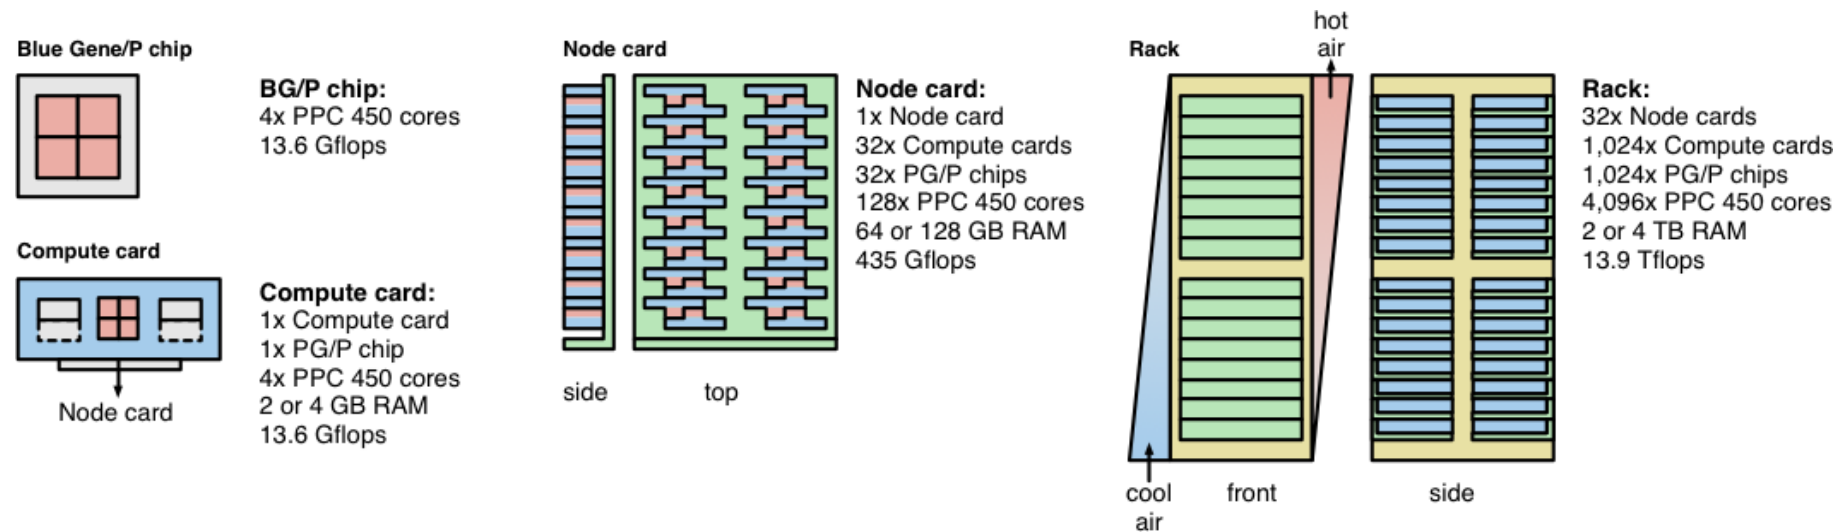 Blue Gene/P chip
BG/P chip:
4x PPC 450 cores
13.6 Gflops
Compute card
Node card
Compute card:
1x Compute card
1x PG/P chip
4x PPC 450 cores
2 or 4 GB RAM
13.6 Gflops
Node card
side
top
Node card:
1x Node card
32x Compute cards
32x PG/P chips
128x PPC 450 cores
64 or 128 GB RAM
435 Gflops
Rack
hot
air
cool
air
front
side
Rack:
32x Node cards
1,024x Compute cards
1,024x PG/P chips
4,096x PPC 450 cores
2 or 4 TB RAM
13.9 Tflops